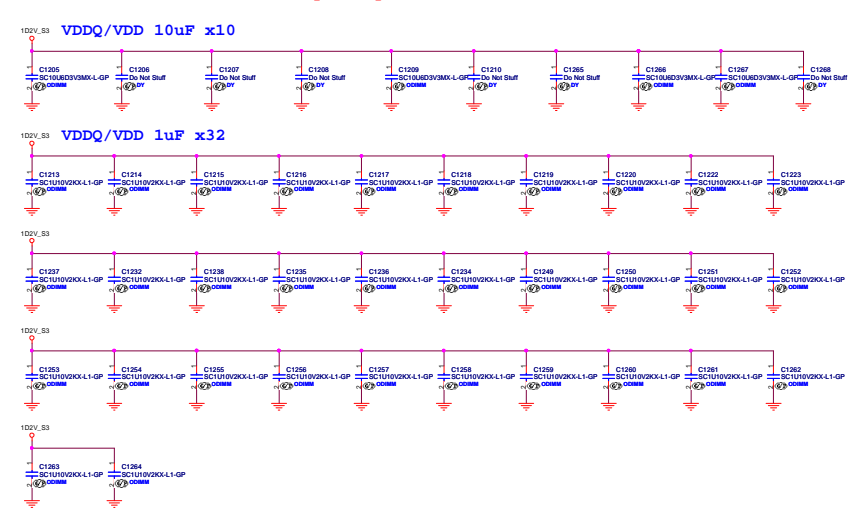 1D2V_S3 VDDQ/VDD 10uF x10
C1205 C1206 C1207 C1208 C1209 C1210 C1265 C1266 C1267 C1268
SC10U6D3V3MX-L-GP Do Not Stuff Do Not Stuff Do Not Stuff SC10U6D3V3MX-L-GP Do Not Stuff Do Not Stuff SC10U6D3V3MX-L-GP SC10U6D3V3MX-L-GP Do Not Stuff
ODIMM DY DY DY ODIMM DY DY ODIMM ODIMM DY
1D2V_S3 VDDQ/VDD 1uF x32
C1213 C1214 C1215 C1216 C1217 C1218 C1219 C1220 C1222 C1223
SC1U10V2KX-L1-GP SC1U10V2KX-L1-GP SC1U10V2KX-L1-GP SC1U10V2KX-L1-GP SC1U10V2KX-L1-GP SC1U10V2KX-L1-GP SC1U10V2KX-L1-GP SC1U10V2KX-L1-GP SC1U10V2KX-L1-GP SC1U10V2KX-L1-GP
ODIMM ODIMM ODIMM ODIMM ODIMM ODIMM ODIMM ODIMM ODIMM ODIMM
1D2V_S3
C1237 C1232 C1238 C1235 C1236 C1234 C1249 C1250 C1251 C1252
SC1U10V2KX-L1-GP SC1U10V2KX-L1-GP SC1U10V2KX-L1-GP SC1U10V2KX-L1-GP SC1U10V2KX-L1-GP SC1U10V2KX-L1-GP SC1U10V2KX-L1-GP SC1U10V2KX-L1-GP SC1U10V2KX-L1-GP SC1U10V2KX-L1-GP
ODIMM ODIMM ODIMM ODIMM ODIMM ODIMM ODIMM ODIMM ODIMM ODIMM
1D2V_S3
C1253 C1254 C1255 C1256 C1257 C1258 C1259 C1260 C1261 C1262
SC1U10V2KX-L1-GP SC1U10V2KX-L1-GP SC1U10V2KX-L1-GP SC1U10V2KX-L1-GP SC1U10V2KX-L1-GP SC1U10V2KX-L1-GP SC1U10V2KX-L1-GP SC1U10V2KX-L1-GP SC1U10V2KX-L1-GP SC1U10V2KX-L1-GP
ODIMM ODIMM ODIMM ODIMM ODIMM ODIMM ODIMM ODIMM ODIMM ODIMM
1D2V_S3
C1263 C1264
SC1U10V2KX-L1-GP SC1U10V2KX-L1-GP
ODIMM ODIMM